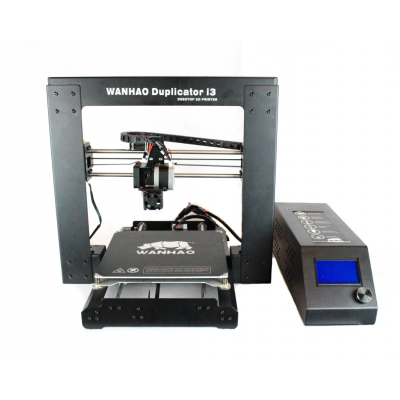 WANHAO Duplicator i3
DESKTOP 3D PRINTER
WANHAO